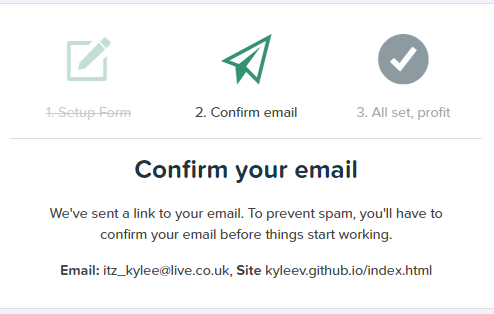 1. Setup Form
2. Confirm email
3. All set, profit
Confirm your email
We've sent a link to your email. To prevent spam, you'll have to
confirm your email before things start working.
Email: itz_kylee@live.co.uk, Site kyleev.github.io/index.html